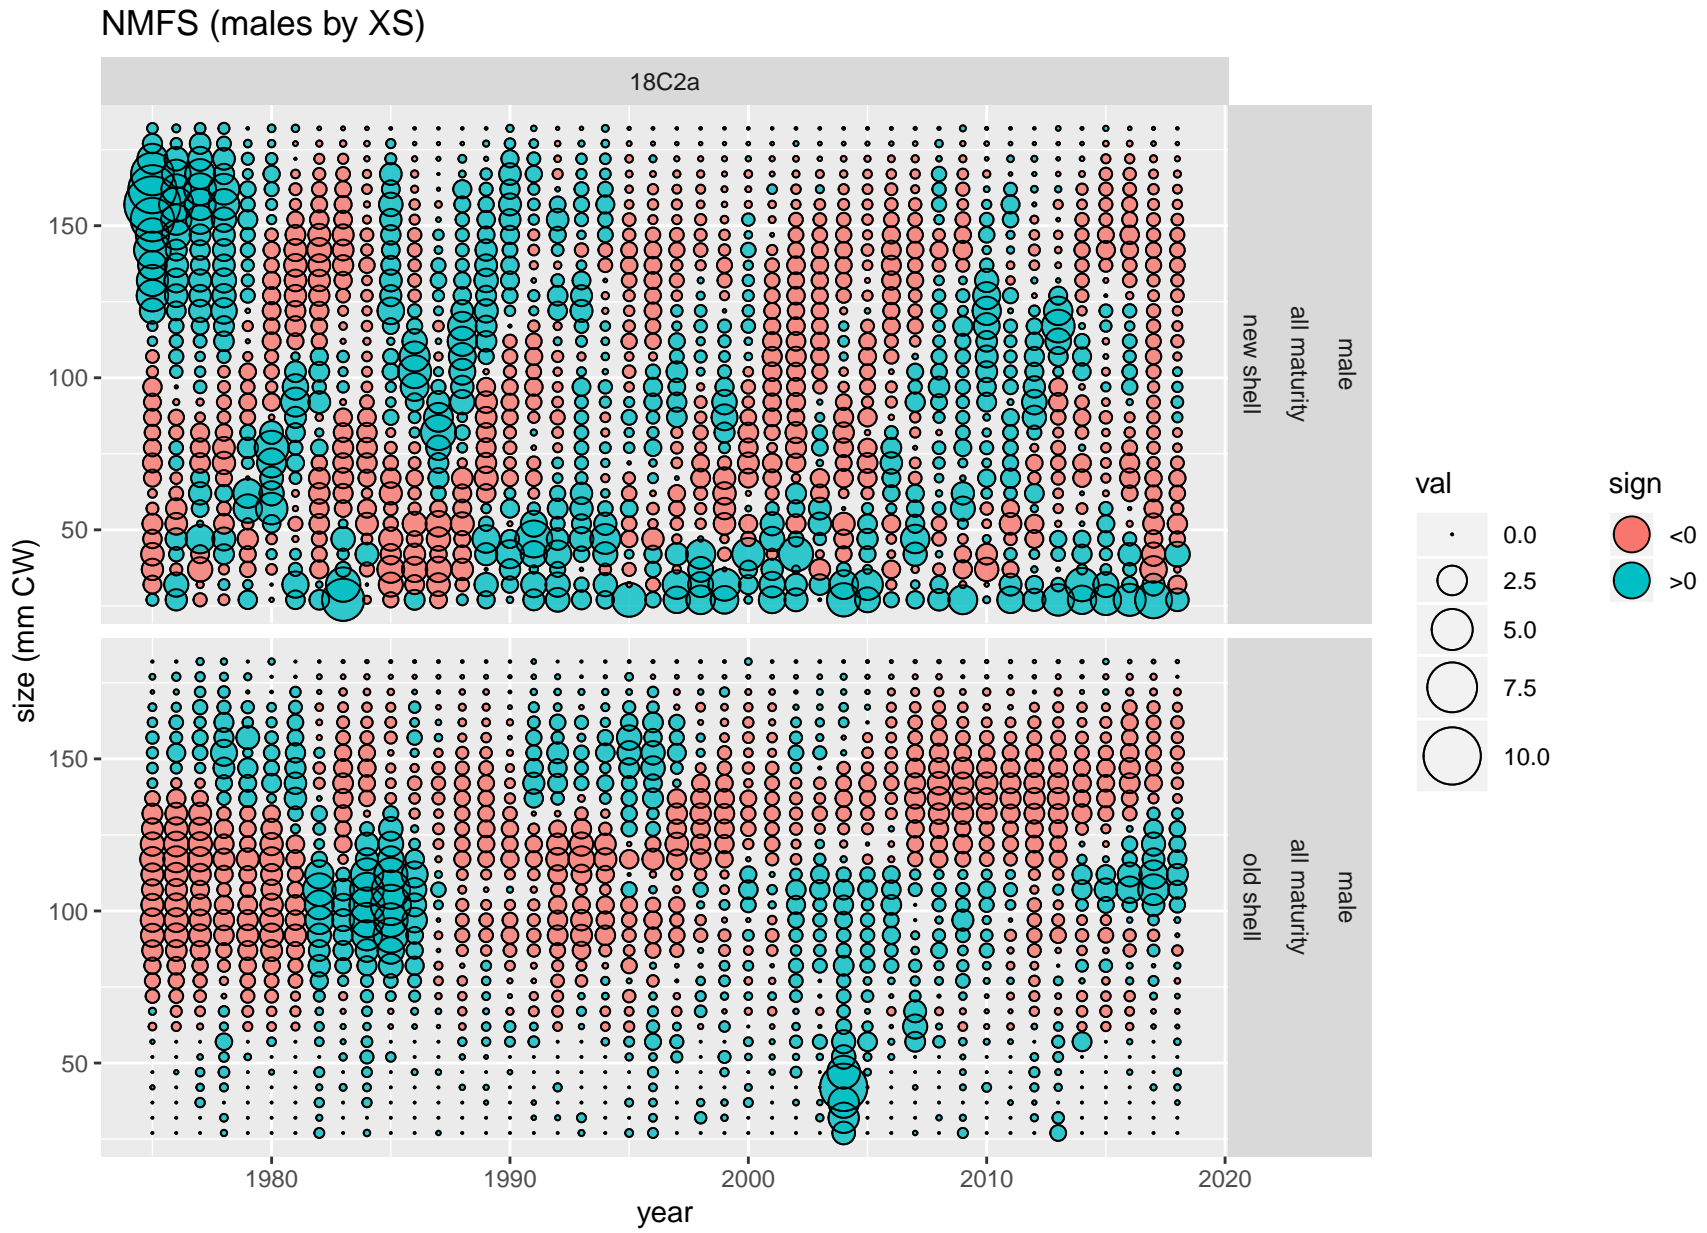 NMFS (males by XS)
18C2a
150
100
50
new shell
all maturity
male
150
100
50
old shell
all maturity
male
size (mm CW)
1980
1990
2000
2010
2020
year
val
0.0
2.5
5.0
7.5
10.0
sign
<0
>0